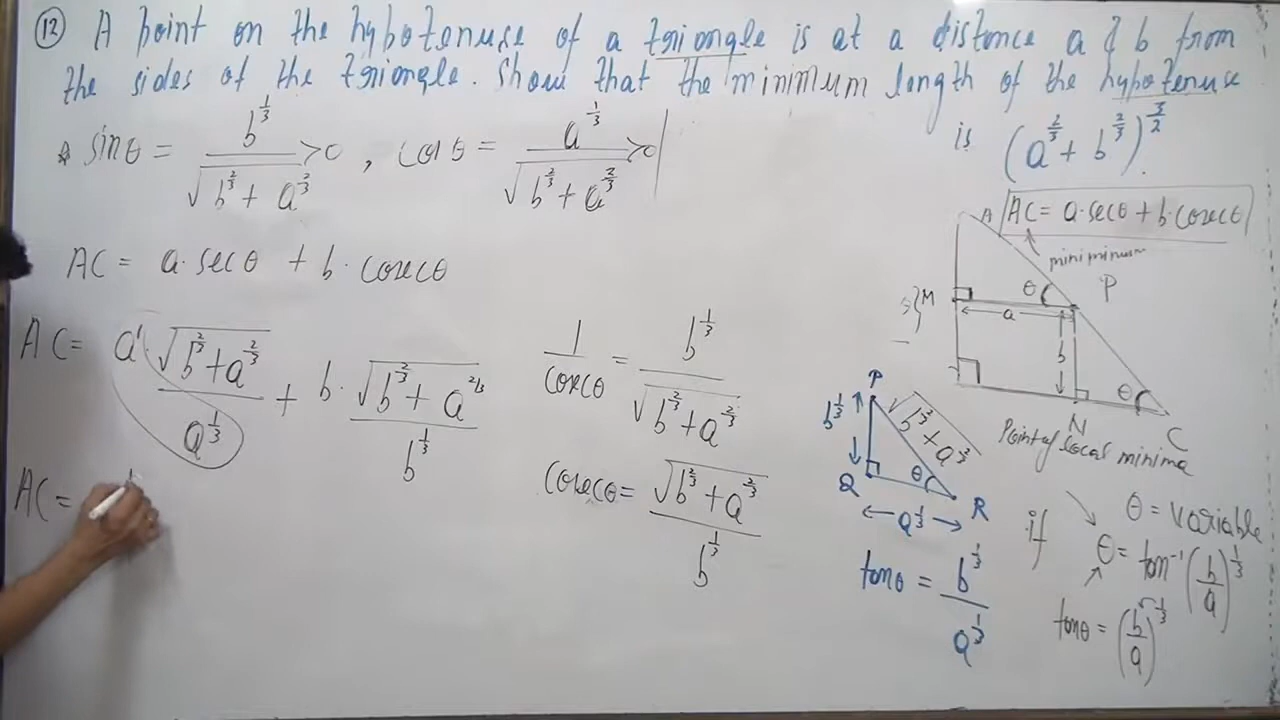 (12) A point on the hypotenuse of a triangle is at a distance a & b from
the sides of the triangle. Show that the minimum length of the hypotenuse
is (a^{2/3} + b^{2/3})^{3/2}.
sinθ = b^{1/3} / √(b^{2/3} + a^{2/3}) > 0 , cosθ = a^{1/3} / √(b^{2/3} + a^{2/3}) > 0
AC = a·secθ + b·cosecθ
AC = a^1 √(b^{2/3} + a^{2/3}) / a^{1/3} + b· √(b^{2/3} + a^{2/3}) / b^{1/3}
AC =
1 / cosecθ = b^{1/3} / √(b^{2/3} + a^{2/3})
cosecθ = √(b^{2/3} + a^{2/3}) / b^{1/3}
A
AC = a·secθ + b·cosecθ
miniminum
M
θ
P
a
b
θ
N
C
P
b^{1/3}
√(b^{2/3} + a^{2/3})
Q
θ
R
a^{1/3}
tanθ = b^{1/3} / a^{1/3}
Point of local minima
if
θ = variable
θ = tan^{-1} (b/a)^{1/3}
tanθ = (b/a)^{1/3}